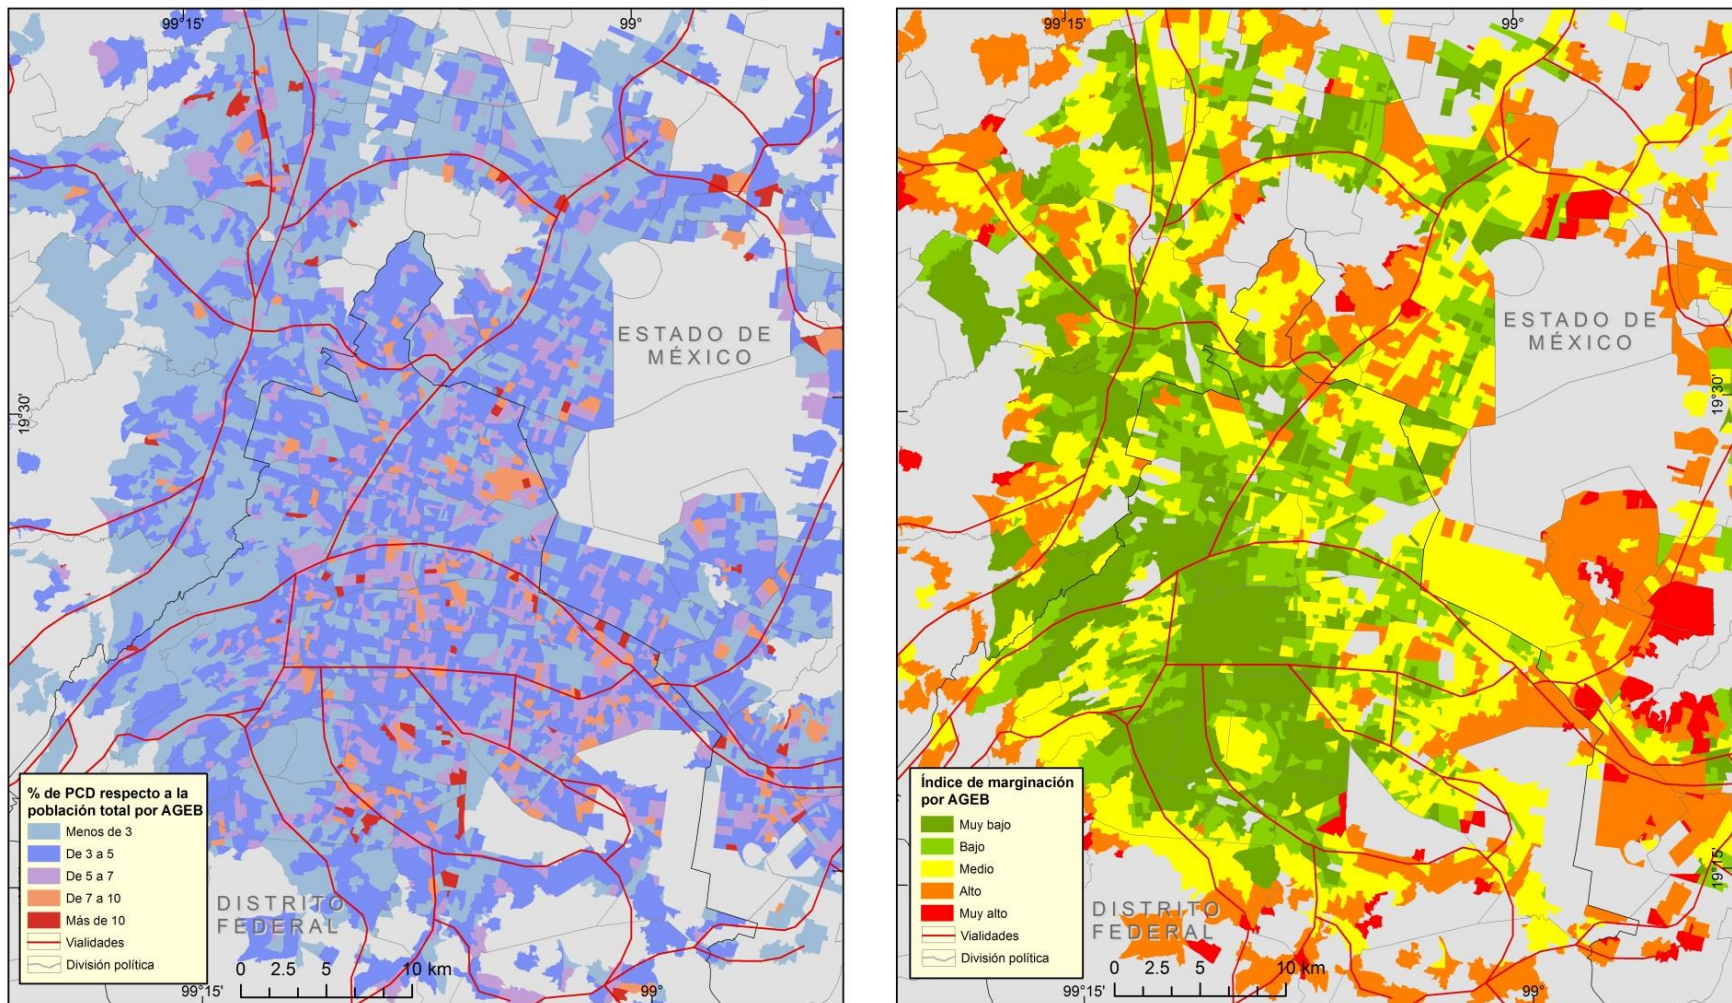 99°15'
99°
ESTADO DE
MÉXICO
19°30'
% de PCD respecto a la
población total por AGEB
Menos de 3
De 3 a 5
De 5 a 7
De 7 a 10
Más de 10
Vialidades
División política
DISTRITO
FEDERAL
0 2.5 5 10 km
99°15'
99°
99°15'
99°
ESTADO DE
MÉXICO
19°30'
19°15'
Índice de marginación
por AGEB
Muy bajo
Bajo
Medio
Alto
Muy alto
Vialidades
División política
DISTRITO
FEDERAL
0 2.5 5 10 km
99°15'
99°